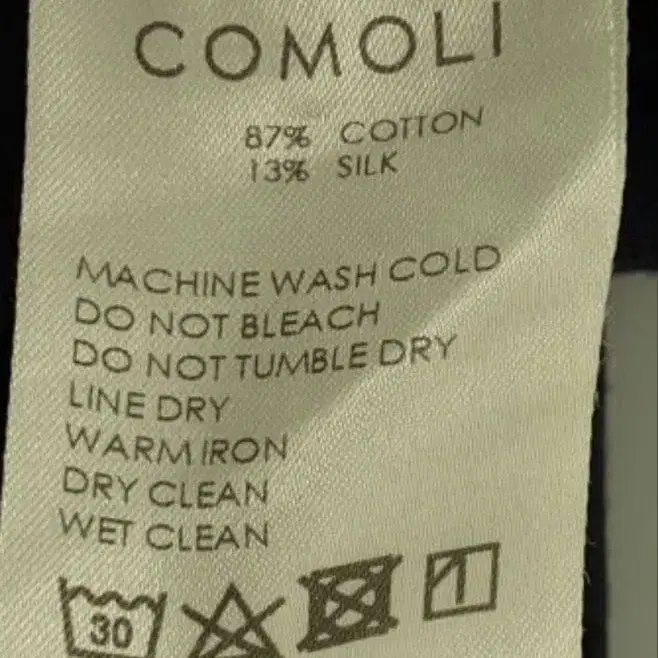 COMOLI
87% COTTON
13% SILK
MACHINE WASH COLD
DO NOT BLEACH
DO NOT TUMBLE DRY
LINE DRY
WARM IRON
DRY CLEAN
WET CLEAN
30